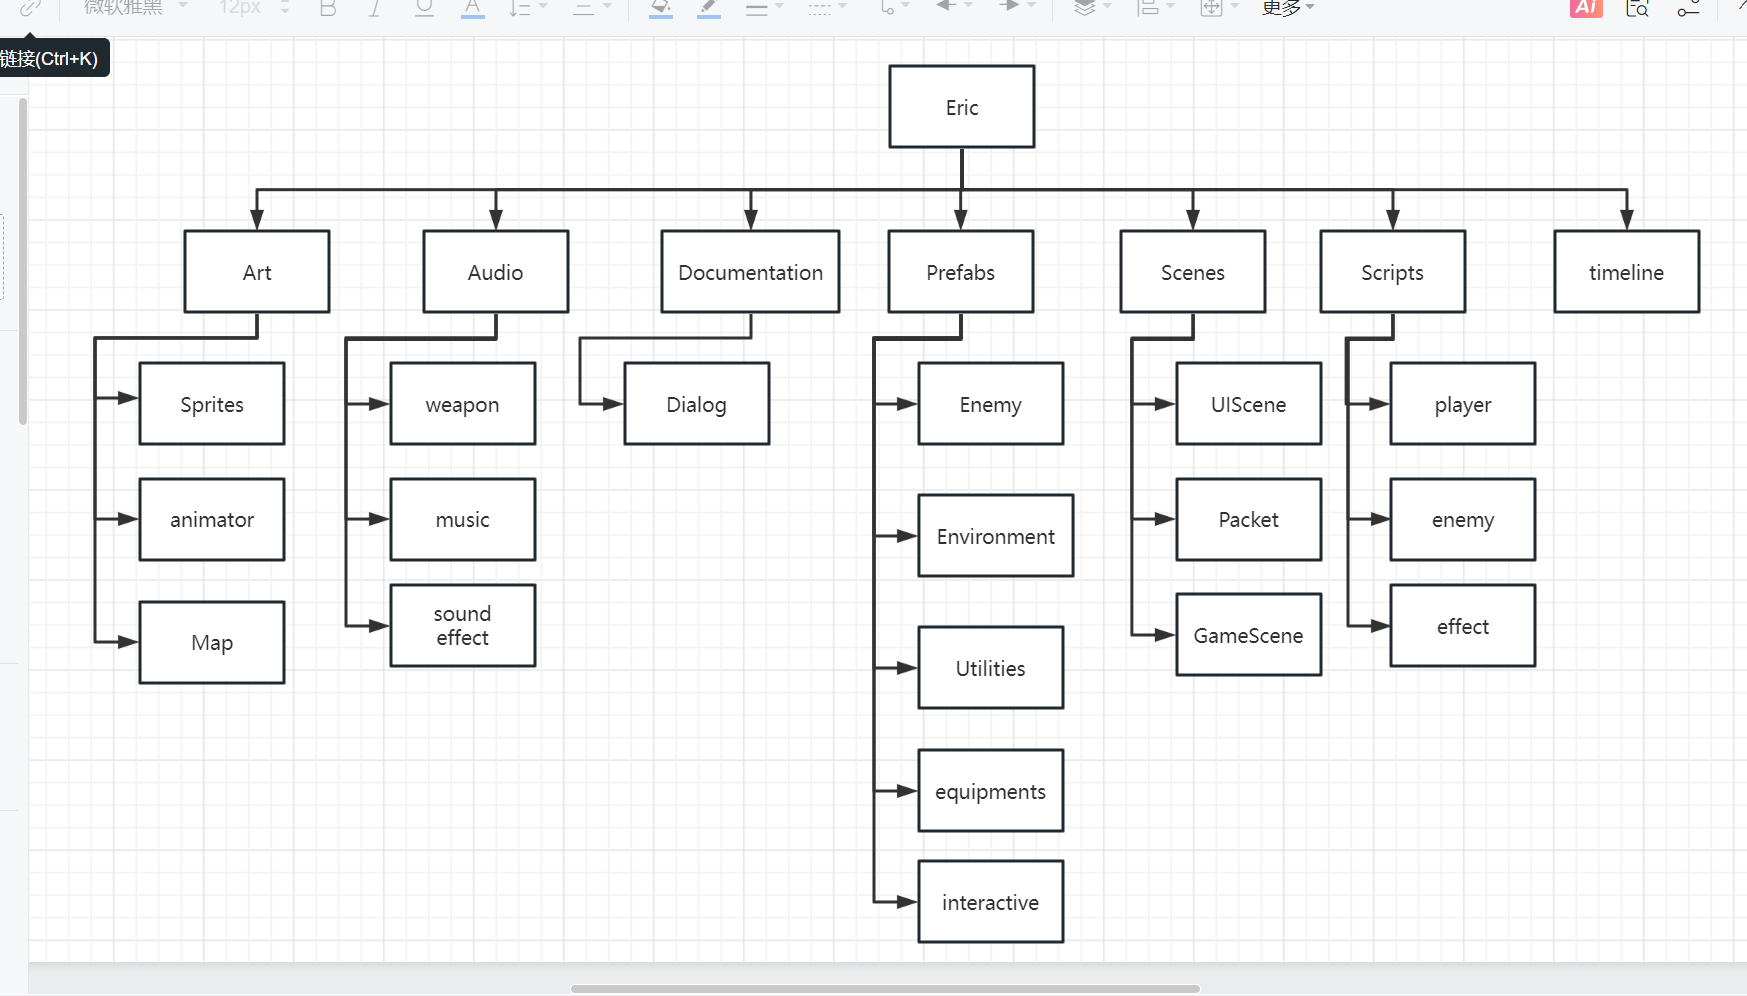 微软雅黑 12px B I U A 更多 Ai
链接(Ctrl+K)
Eric
Art Audio Documentation Prefabs Scenes Scripts timeline
Sprites weapon Dialog Enemy UIScene player
animator music Environment Packet enemy
sound
effect
Map Utilities GameScene effect
equipments
interactive